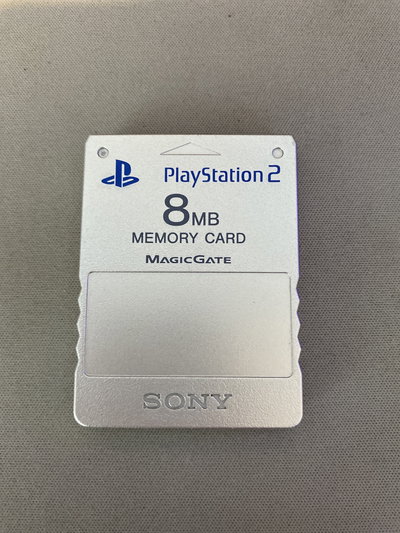 PlayStation 2
8MB
MEMORY CARD
MAGICGATE
SONY